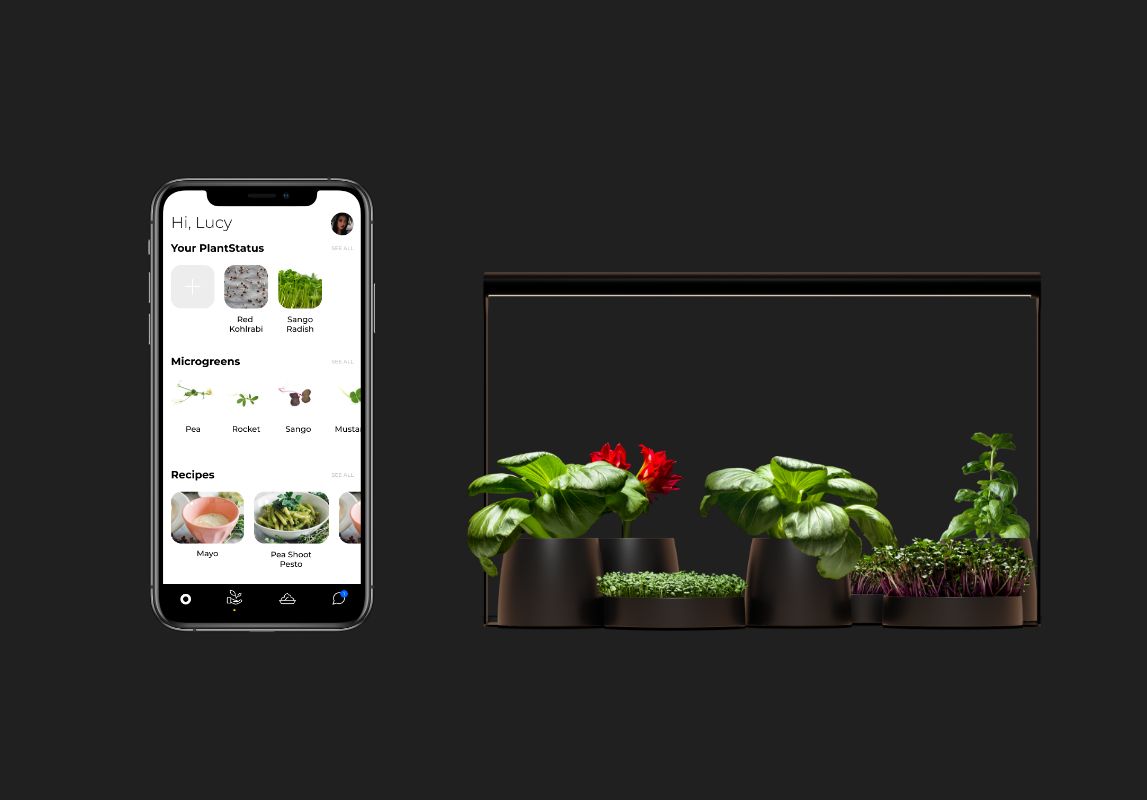 Hi, Lucy
Your PlantStatus
SEE ALL
Red
Kohlrabi
Sango
Radish
Microgreens
SEE ALL
Pea
Rocket
Sango
Mustar
Recipes
SEE ALL
Mayo
Pea Shoot
Pesto